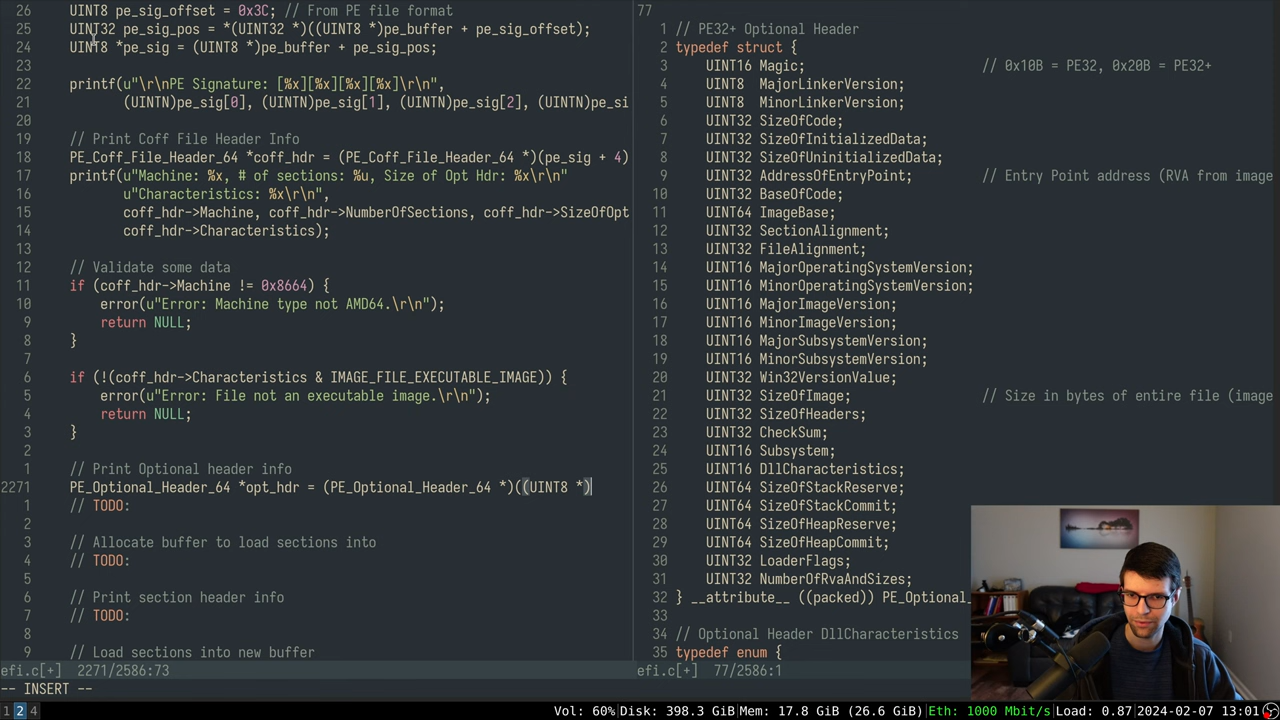 26 UINT8 pe_sig_offset = 0x3C; // From PE file format
25 UINT32 pe_sig_pos = *(UINT32 *)((UINT8 *)pe_buffer + pe_sig_offset);
24 UINT8 *pe_sig = (UINT8 *)pe_buffer + pe_sig_pos;
23
22 printf(u"\r\nPE Signature: [%x][%x][%x][%x]\r\n",
21 (UINTN)pe_sig[0], (UINTN)pe_sig[1], (UINTN)pe_sig[2], (UINTN)pe_si
20
19 // Print Coff File Header Info
18 PE_Coff_File_Header_64 *coff_hdr = (PE_Coff_File_Header_64 *)(pe_sig + 4)
17 printf(u"Machine: %x, # of sections: %u, Size of Opt Hdr: %x\r\n"
16 u"Characteristics: %x\r\n",
15 coff_hdr->Machine, coff_hdr->NumberOfSections, coff_hdr->SizeOfOpt
14 coff_hdr->Characteristics);
13
12 // Validate some data
11 if (coff_hdr->Machine != 0x8664) {
10 error(u"Error: Machine type not AMD64.\r\n");
9 return NULL;
8 }
7
6 if (!(coff_hdr->Characteristics & IMAGE_FILE_EXECUTABLE_IMAGE)) {
5 error(u"Error: File not an executable image.\r\n");
4 return NULL;
3 }
2
1 // Print Optional header info
2271 PE_Optional_Header_64 *opt_hdr = (PE_Optional_Header_64 *)((UINT8 *)
1 // TODO:
2
3 // Allocate buffer to load sections into
4 // TODO:
5
6 // Print section header info
7 // TODO:
8
9 // Load sections into new buffer
efi.c[+] 2271/2586:73
-- INSERT --
77
1 // PE32+ Optional Header
2 typedef struct {
3 UINT16 Magic; // 0x10B = PE32, 0x20B = PE32+
4 UINT8 MajorLinkerVersion;
5 UINT8 MinorLinkerVersion;
6 UINT32 SizeOfCode;
7 UINT32 SizeOfInitializedData;
8 UINT32 SizeOfUninitializedData;
9 UINT32 AddressOfEntryPoint; // Entry Point address (RVA from image
10 UINT32 BaseOfCode;
11 UINT64 ImageBase;
12 UINT32 SectionAlignment;
13 UINT32 FileAlignment;
14 UINT16 MajorOperatingSystemVersion;
15 UINT16 MinorOperatingSystemVersion;
16 UINT16 MajorImageVersion;
17 UINT16 MinorImageVersion;
18 UINT16 MajorSubsystemVersion;
19 UINT16 MinorSubsystemVersion;
20 UINT32 Win32VersionValue;
21 UINT32 SizeOfImage; // Size in bytes of entire file (image
22 UINT32 SizeOfHeaders;
23 UINT32 CheckSum;
24 UINT16 Subsystem;
25 UINT16 DllCharacteristics;
26 UINT64 SizeOfStackReserve;
27 UINT64 SizeOfStackCommit;
28 UINT64 SizeOfHeapReserve;
29 UINT64 SizeOfHeapCommit;
30 UINT32 LoaderFlags;
31 UINT32 NumberOfRvaAndSizes;
32 } __attribute__ ((packed)) PE_Optional_
33
34 // Optional Header DllCharacteristics
35 typedef enum {
efi.c[+] 77/2586:1
1 2 4 Vol: 60% Disk: 398.3 GiB Mem: 17.8 GiB (26.6 GiB) Eth: 1000 Mbit/s Load: 0.87 2024-02-07 13:01